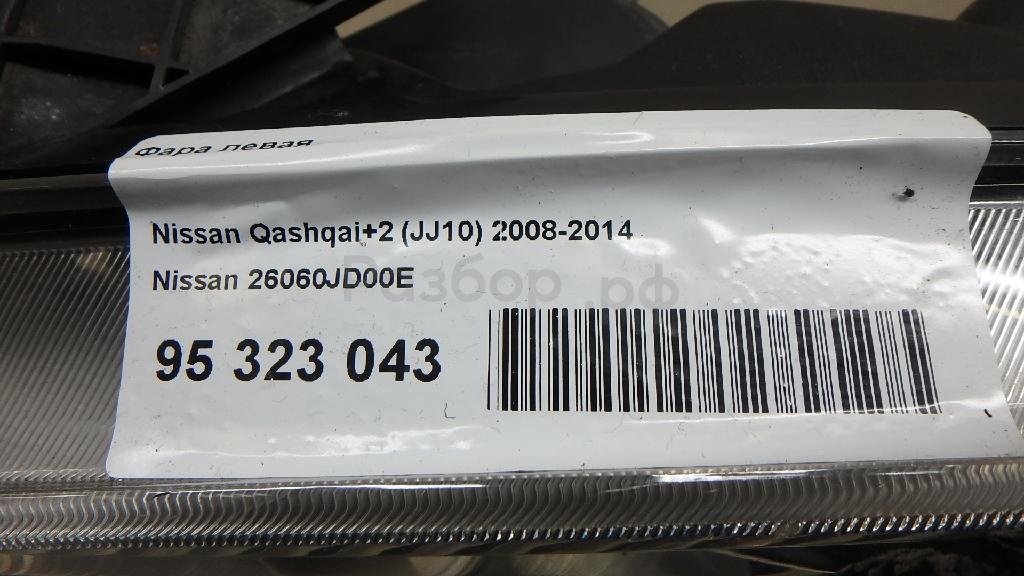 Фара левая
Nissan Qashqai+2 (JJ10) 2008-2014
Nissan 26060JD00E
Разбор.рф
95 323 043